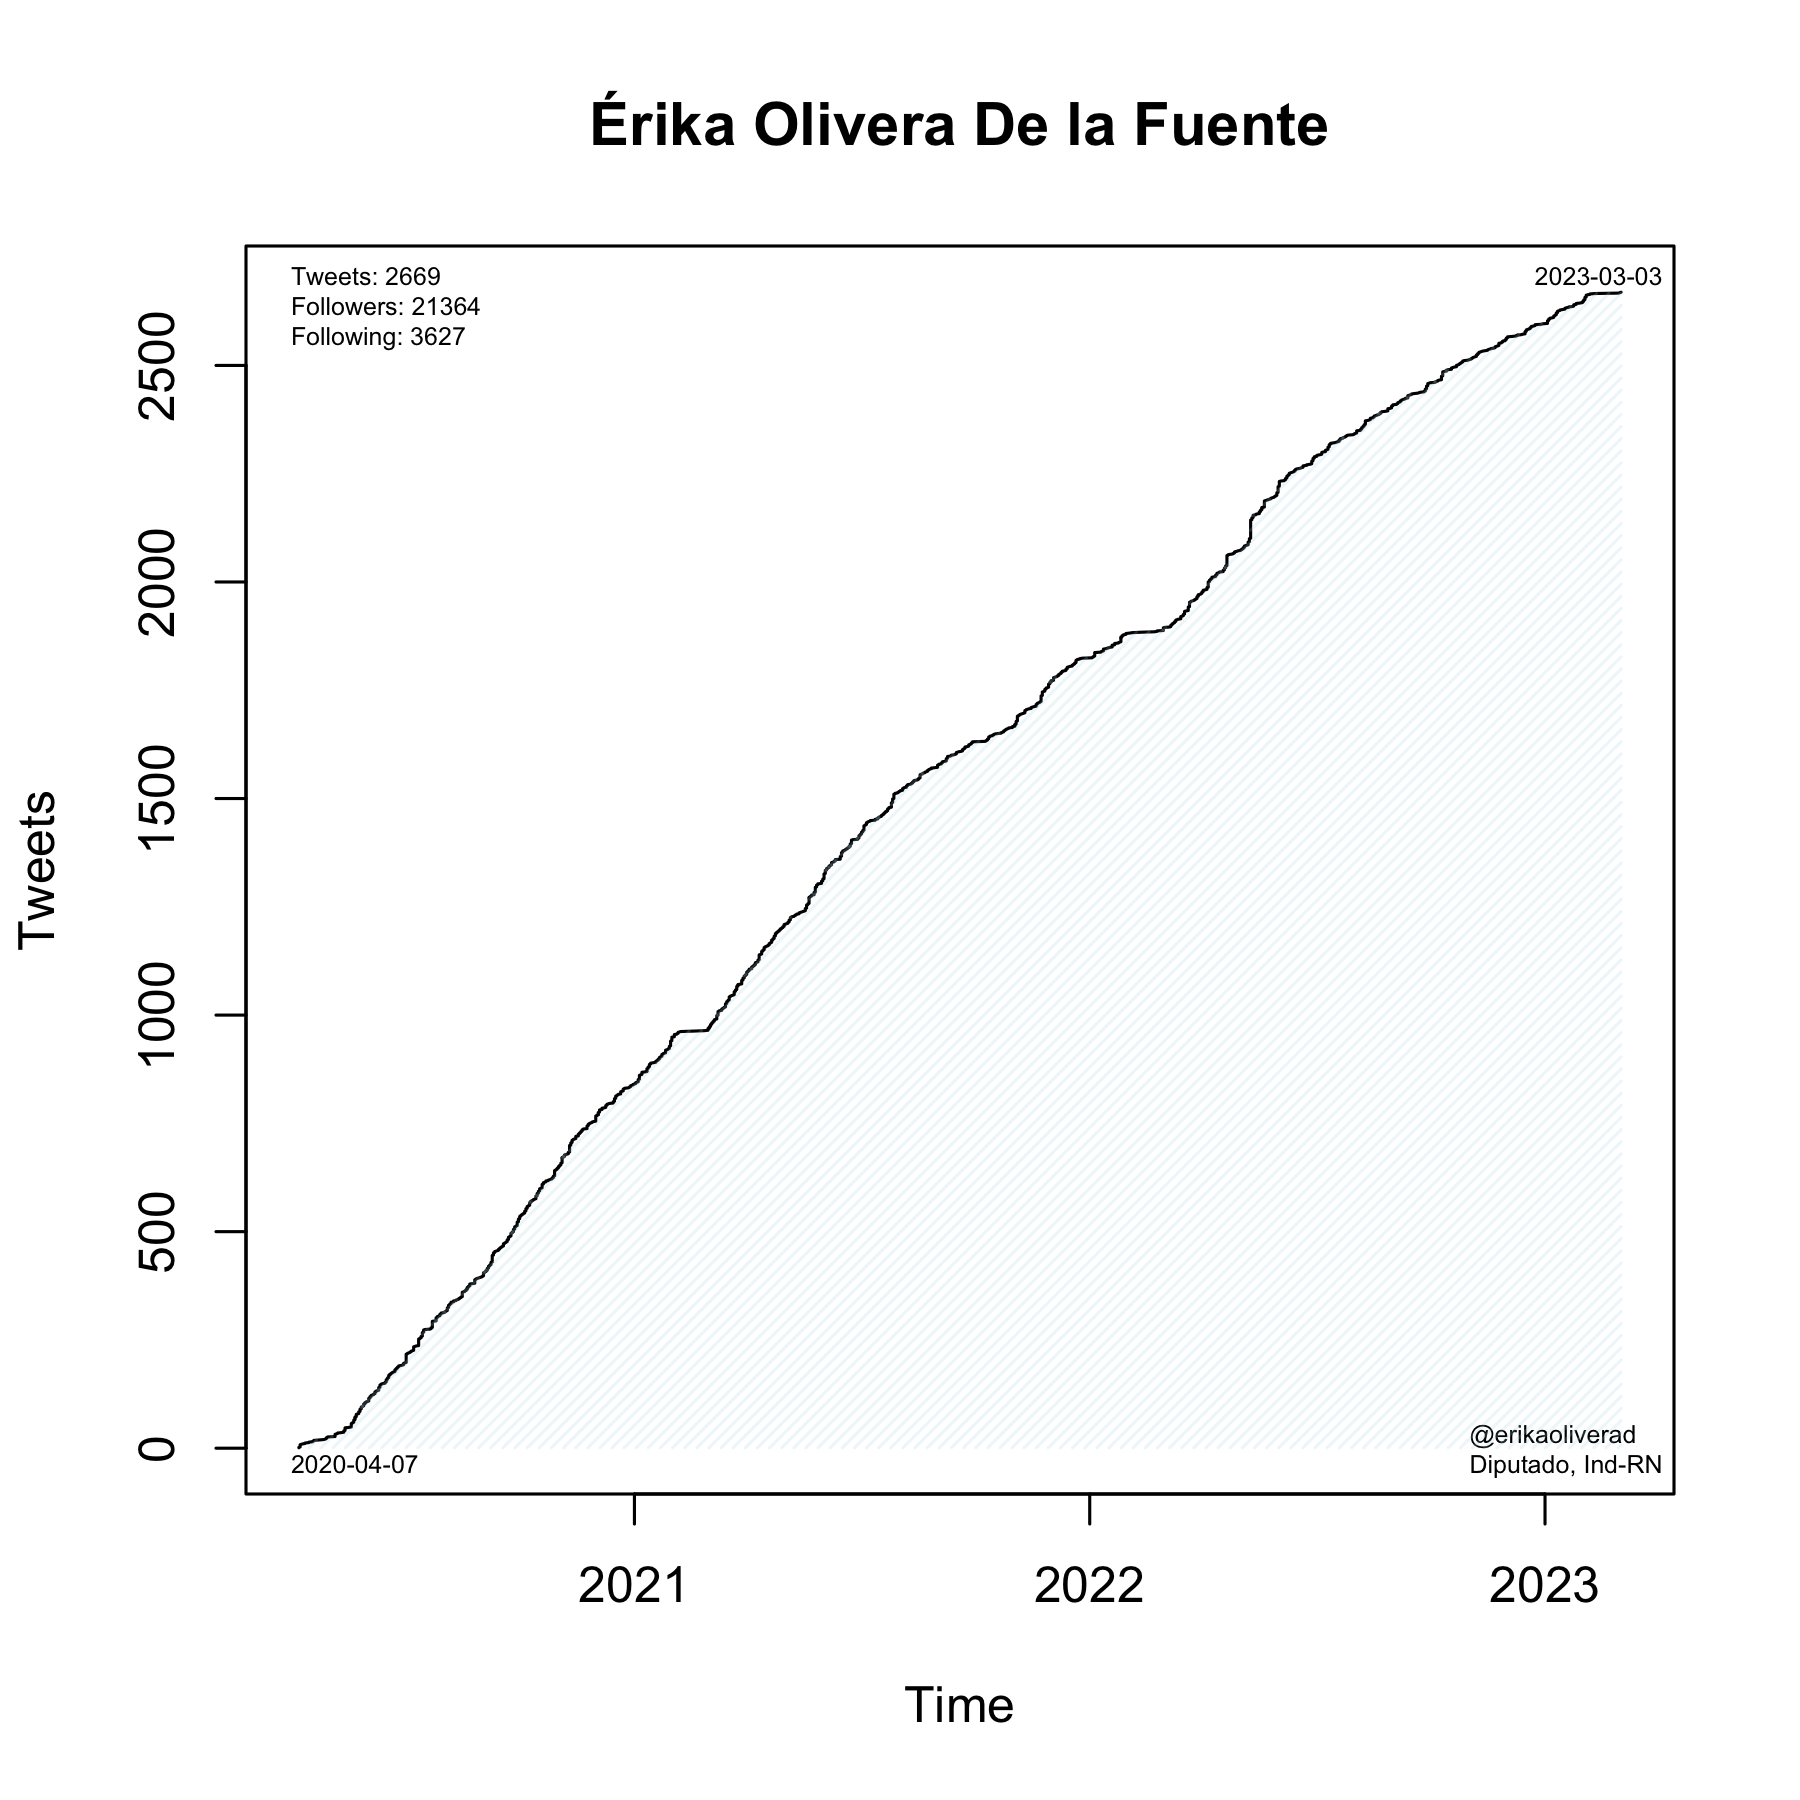 Érika Olivera De la Fuente
Tweets: 2669
Followers: 21364
Following: 3627
2023-03-03
2500
2000
1500
1000
500
0
Tweets
@erikaoliverad
Diputado, Ind-RN
2020-04-07
2021
2022
2023
Time